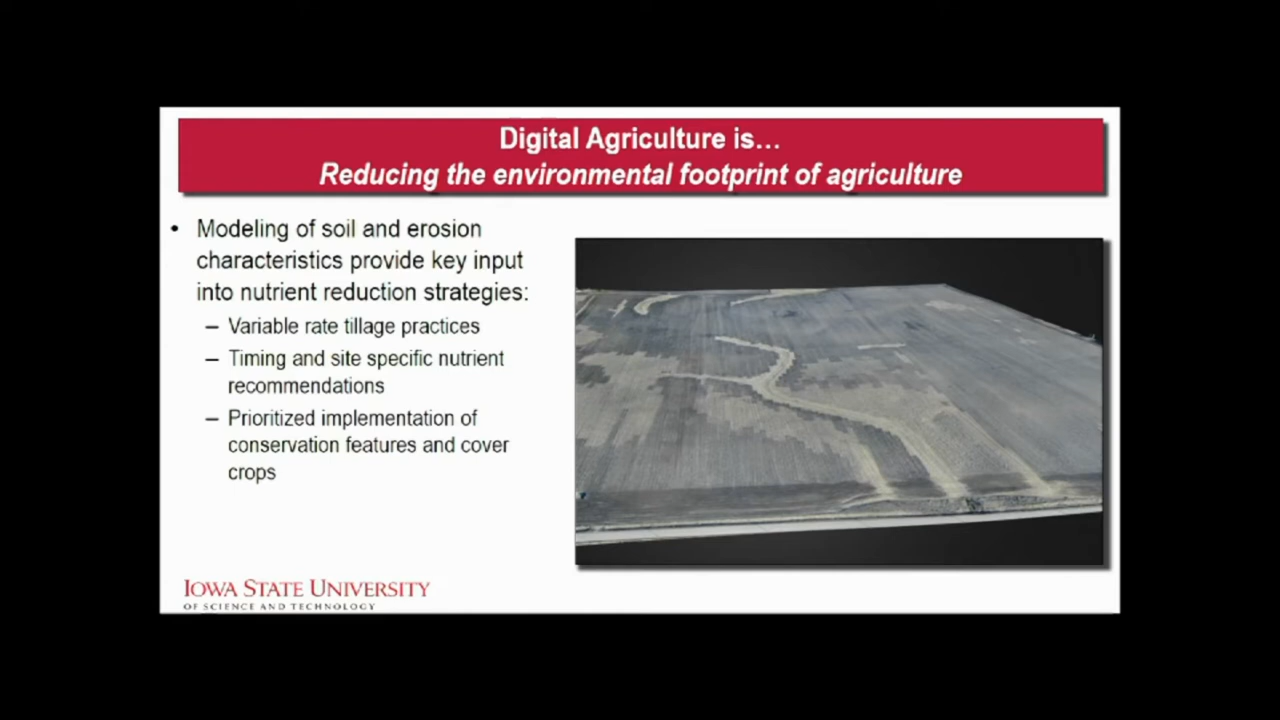 Digital Agriculture is...
Reducing the environmental footprint of agriculture
• Modeling of soil and erosion
characteristics provide key input
into nutrient reduction strategies:
– Variable rate tillage practices
– Timing and site specific nutrient
recommendations
– Prioritized implementation of
conservation features and cover
crops
IOWA STATE UNIVERSITY
OF SCIENCE AND TECHNOLOGY